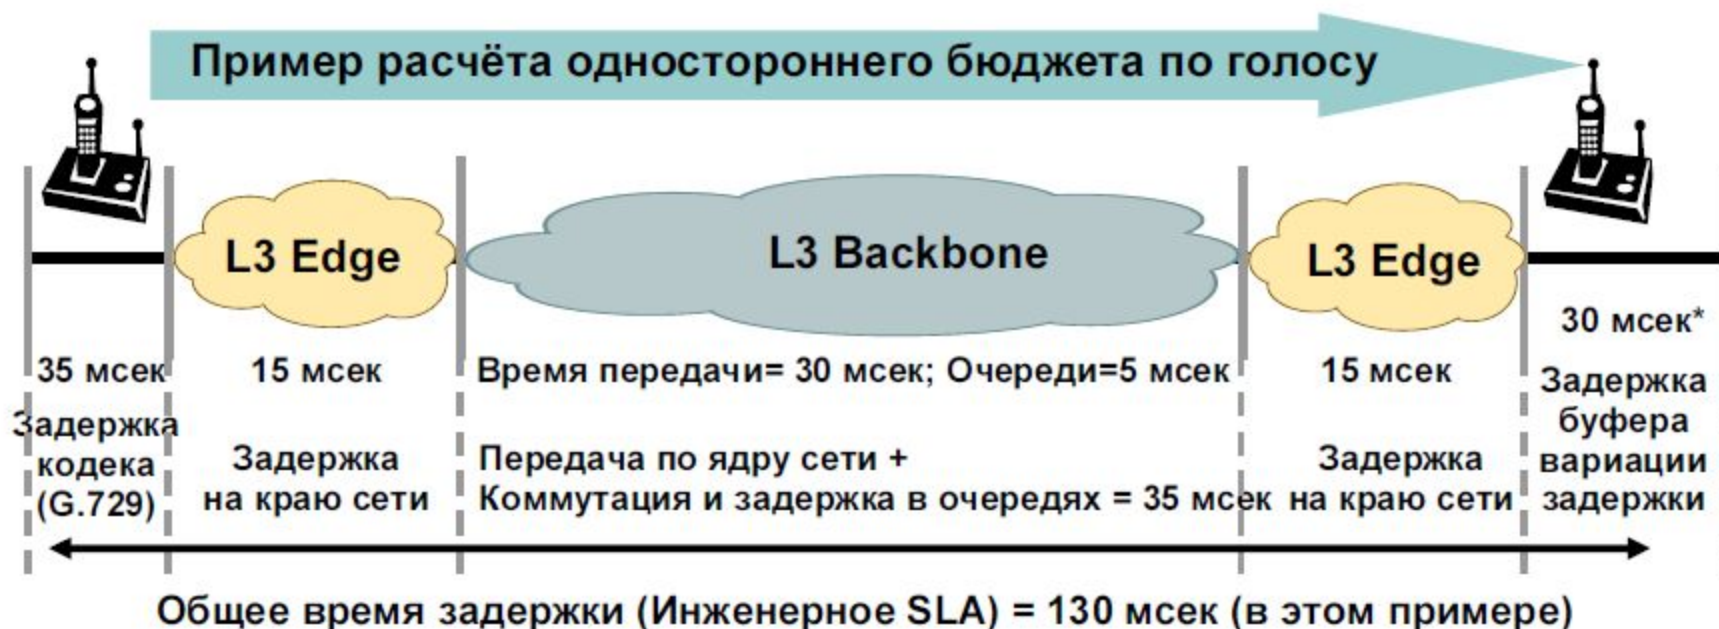 Пример расчёта одностороннего бюджета по голосу
L3 Edge
L3 Backbone
L3 Edge
35 мсек
Задержка
кодека
(G.729)
15 мсек
Задержка
на краю сети
Время передачи= 30 мсек; Очереди=5 мсек
Передача по ядру сети +
Коммутация и задержка в очередях = 35 мсек
15 мсек
Задержка
на краю сети
30 мсек*
Задержка
буфера
вариации
задержки
Общее время задержки (Инженерное SLA) = 130 мсек (в этом примере)